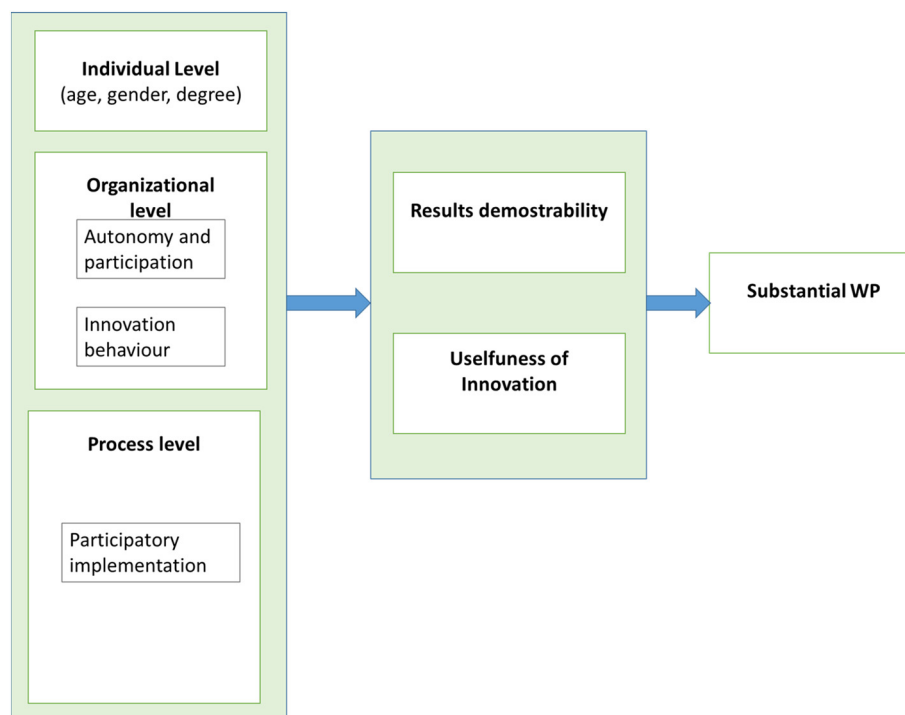 Individual Level
(age, gender, degree)
Organizational
level
Autonomy and
participation
Innovation
behaviour
Process level
Participatory
implementation
Results demostrability
Uselfuness of
Innovation
Substantial WP